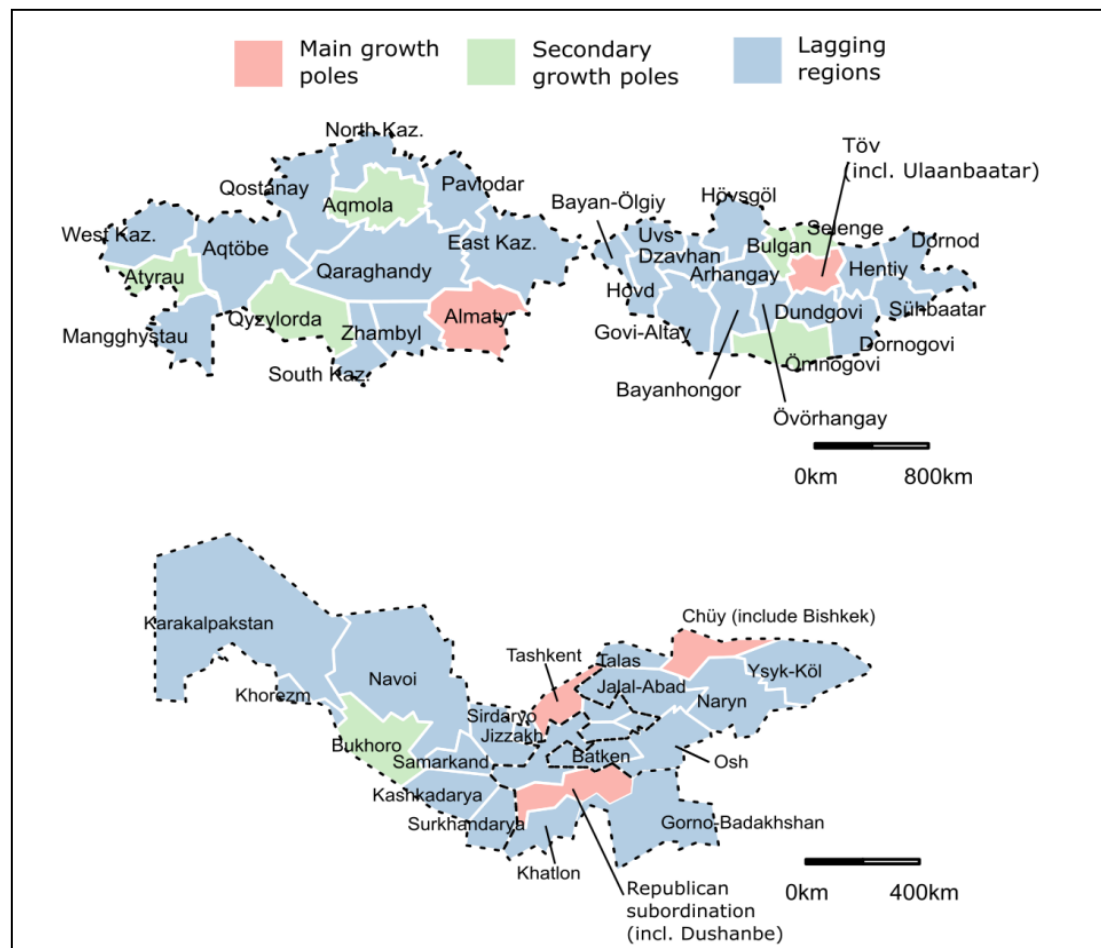 Main growth
poles
Secondary
growth poles
Lagging
regions
North Kaz.
Qostanay
Pavlodar
Aqmola
West Kaz.
Aqtöbe
East Kaz.
Atyrau
Qaraghandy
Qyzylorda
Mangghystau
Zhambyl
Almaty
South Kaz.
Töv
(incl. Ulaanbaatar)
Bayan-Ölgiy
Hövsgöl
Uvs
Selenge
Dzavhan
Bulgan
Dornod
Arhangay
Hentiy
Hovd
Govi-Altay
Dundgovi
Sühbaatar
Dornogovi
Ömnogovi
Bayanhongor
Övörhangay
0km
800km
Karakalpakstan
Khorezm
Navoi
Bukhoro
Samarkand
Kashkadarya
Surkhandarya
Sirdaryo
Jizzakh
Tashkent
Chüy (include Bishkek)
Talas
Jalal-Abad
Ysyk-Köl
Naryn
Batken
Osh
Gorno-Badakhshan
Khatlon
Republican
subordination
(incl. Dushanbe)
0km
400km